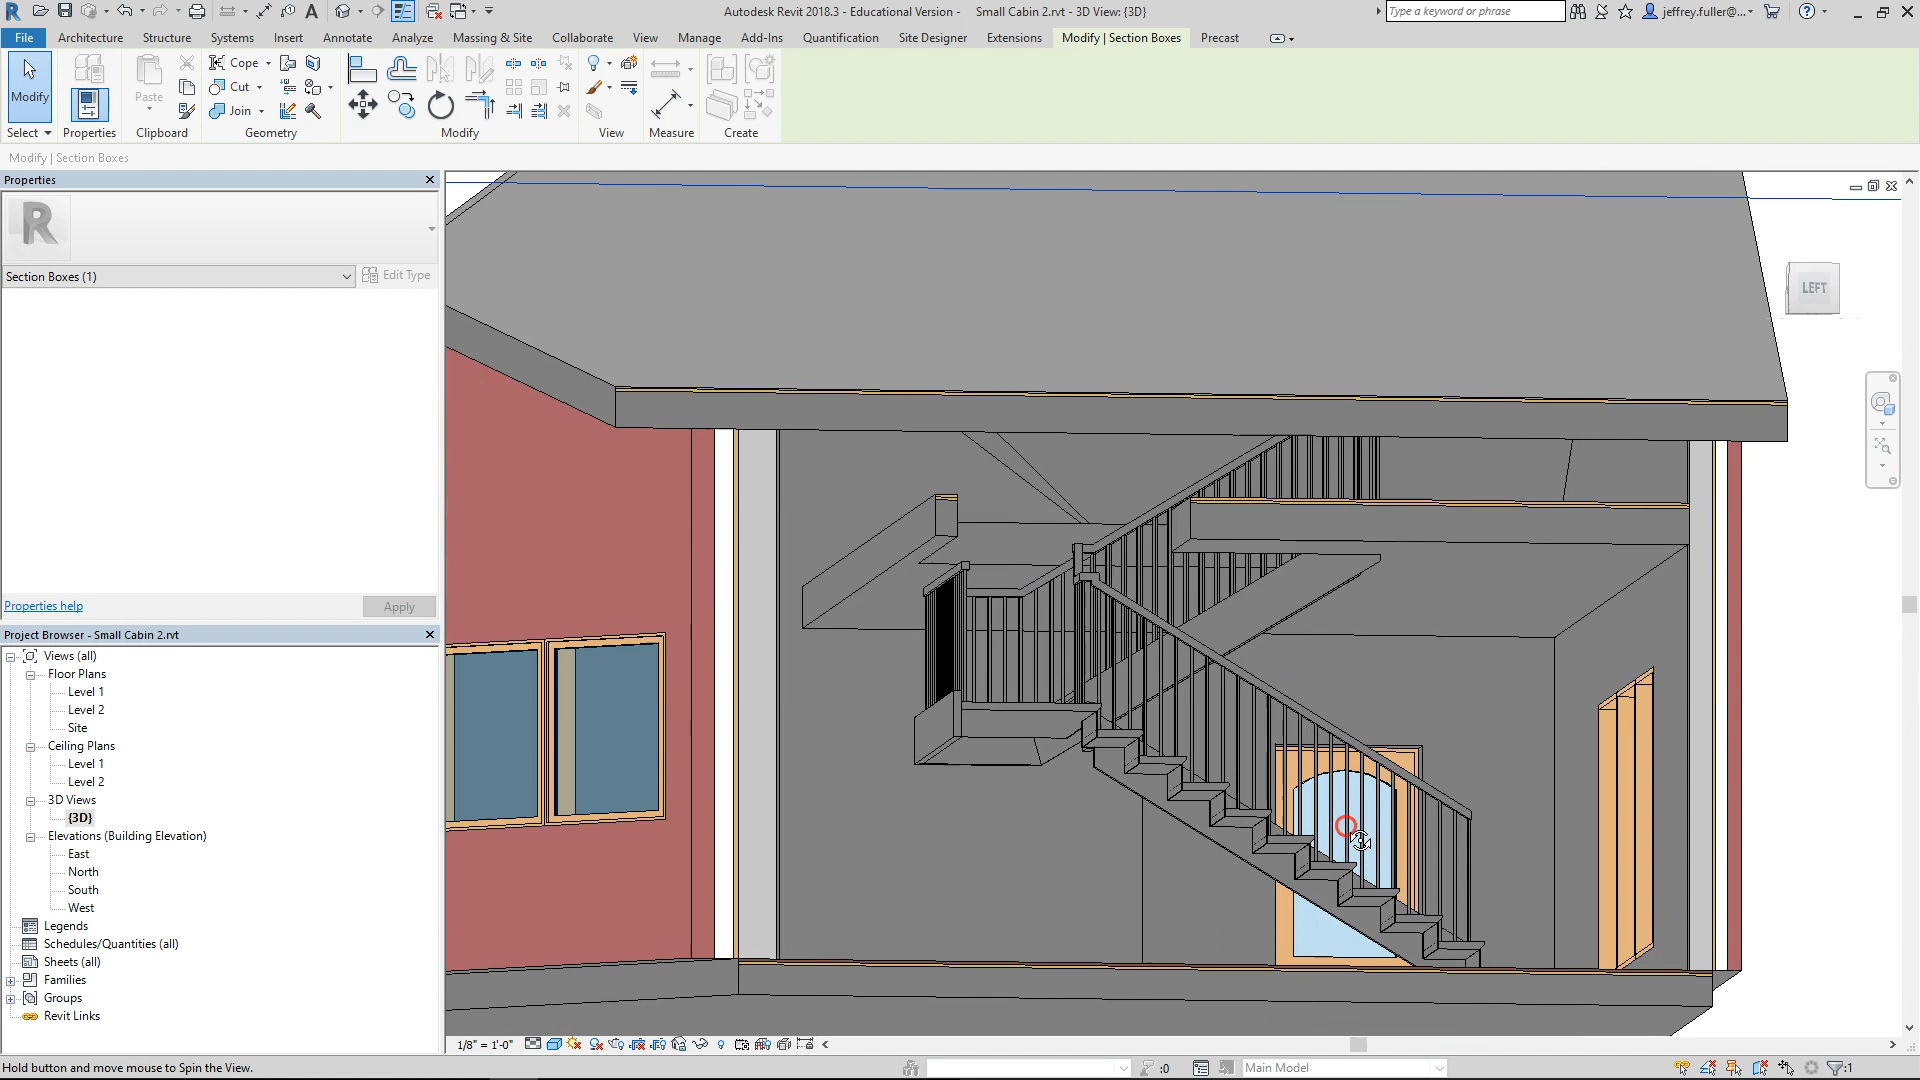 Autodesk Revit 2018.3 - Educational Version - Small Cabin 2.rvt - 3D View: {3D}
Type a keyword or phrase
jeffrey.fuller@...
File Architecture Structure Systems Insert Annotate Analyze Massing & Site Collaborate View Manage Add-Ins Quantification Site Designer Extensions Modify | Section Boxes Precast
Modify
Paste
Cope
Cut
Join
Select Properties Clipboard Geometry Modify View Measure Create
Modify | Section Boxes
Properties
R
Section Boxes (1)
Edit Type
LEFT
Properties help
Apply
Project Browser - Small Cabin 2.rvt
Views (all)
Floor Plans
Level 1
Level 2
Site
Ceiling Plans
Level 1
Level 2
3D Views
{3D}
Elevations (Building Elevation)
East
North
South
West
Legends
Schedules/Quantities (all)
Sheets (all)
Families
Groups
Revit Links
1/8" = 1'-0"
Hold button and move mouse to Spin the View.
:0
Main Model
:1